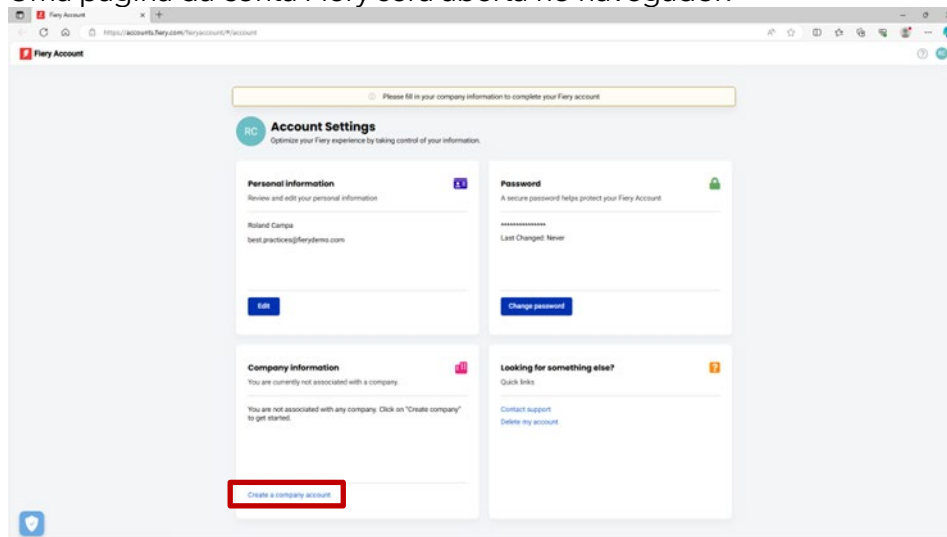 Uma página da conta Fiery será aberta no navegador.
Fiery Account
https://accounts.fiery.com/fieryaccount/#/account
Fiery Account
RC
Please fill in your company information to complete your Fiery account
RC
Account Settings
Optimize your Fiery experience by taking control of your information.
Personal information
Review and edit your personal information
Roland Campa
best.practices@fierydemo.com
Edit
Password
A secure password helps protect your Fiery Account
***************
Last Changed: Never
Change password
Company information
You are currently not associated with a company.
You are not associated with any company. Click on "Create company"
to get started.
Create a company account
Looking for something else?
Quick links
Contact support
Delete my account